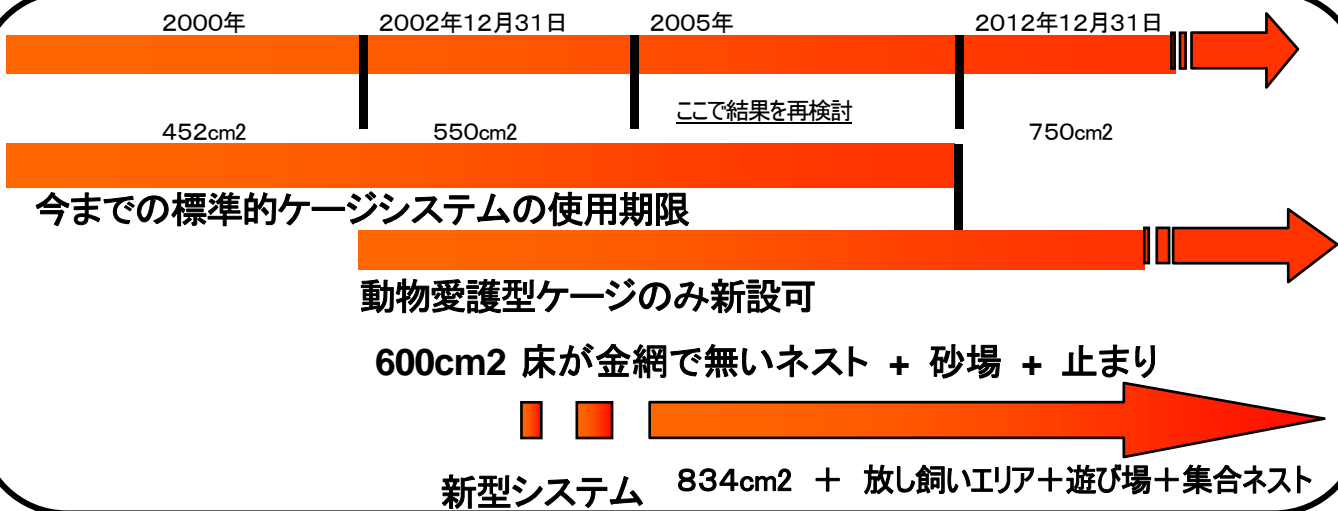 2000年 2002年12月31日 2005年 2012年12月31日
ここで結果を再検討
452cm2 550cm2 750cm2
今までの標準的ケージシステムの使用期限
動物愛護型ケージのみ新設可
600cm2 床が金網で無いネスト + 砂場 + 止まり
新型システム 834cm2 + 放し飼いエリア+遊び場+集合ネスト